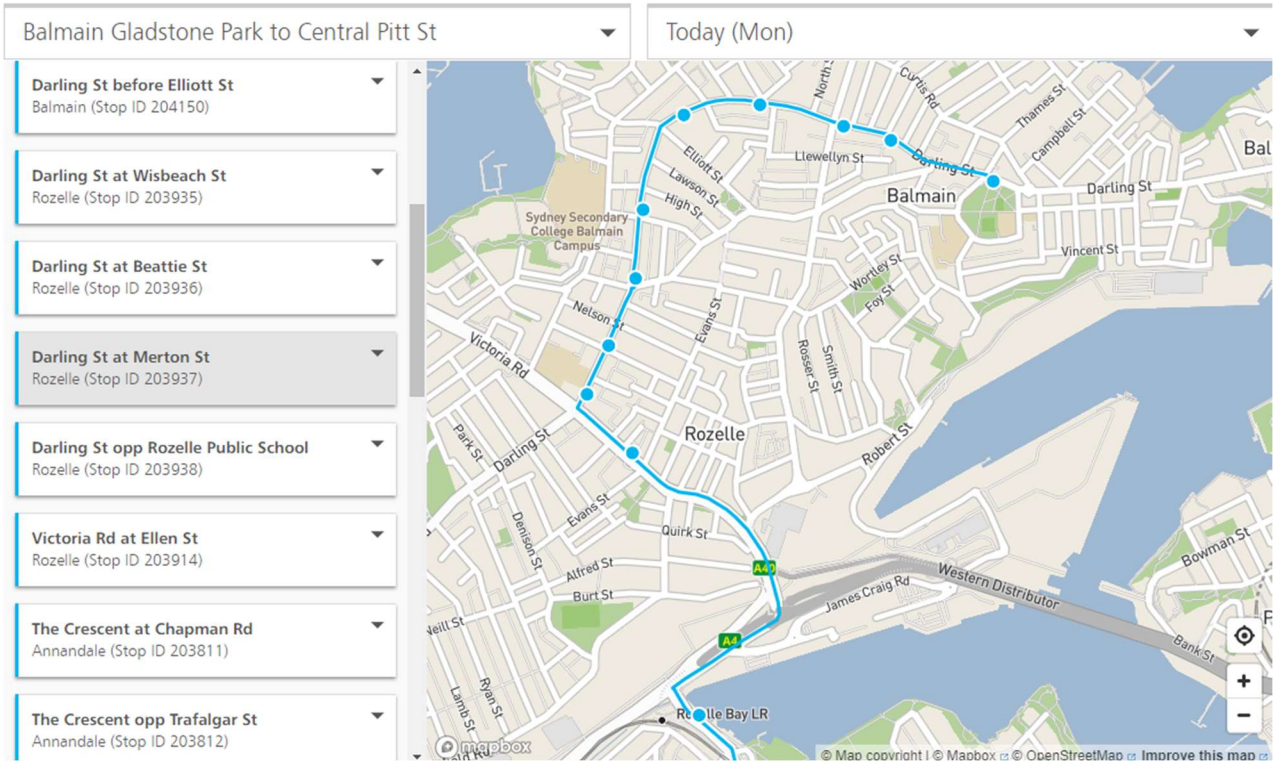 Balmain Gladstone Park to Central Pitt St
Today (Mon)
Darling St before Elliott St
Balmain (Stop ID 204150)
Darling St at Wisbeach St
Rozelle (Stop ID 203935)
Darling St at Beattie St
Rozelle (Stop ID 203936)
Darling St at Merton St
Rozelle (Stop ID 203937)
Darling St opp Rozelle Public School
Rozelle (Stop ID 203938)
Victoria Rd at Ellen St
Rozelle (Stop ID 203914)
The Crescent at Chapman Rd
Annandale (Stop ID 203811)
The Crescent opp Trafalgar St
Annandale (Stop ID 203812)
North S
Curtis Rd
Thames St
Campbell St
Bal
Elliott St
Llewellyn St
Darling St
Lawson St
Balmain
Darling St
High St
Sydney Secondary
College Balmain
Campus
Vincent St
Wortley St
Foy St
Nelson St
Evans St
Victoria Rd
Rosser St
Smith St
Park St
Darling St
Rozelle
Robert St
Evans St
Denison St
Quirk St
Bowman St
Alfred St
A40
Western Distributor
Burt St
James Craig Rd
P
Neill St
A4
Bank St
Lamb St
Ryan St
Rozelle Bay LR
mapbox
© Map copyright | © Mapbox © OpenStreetMap Improve this map